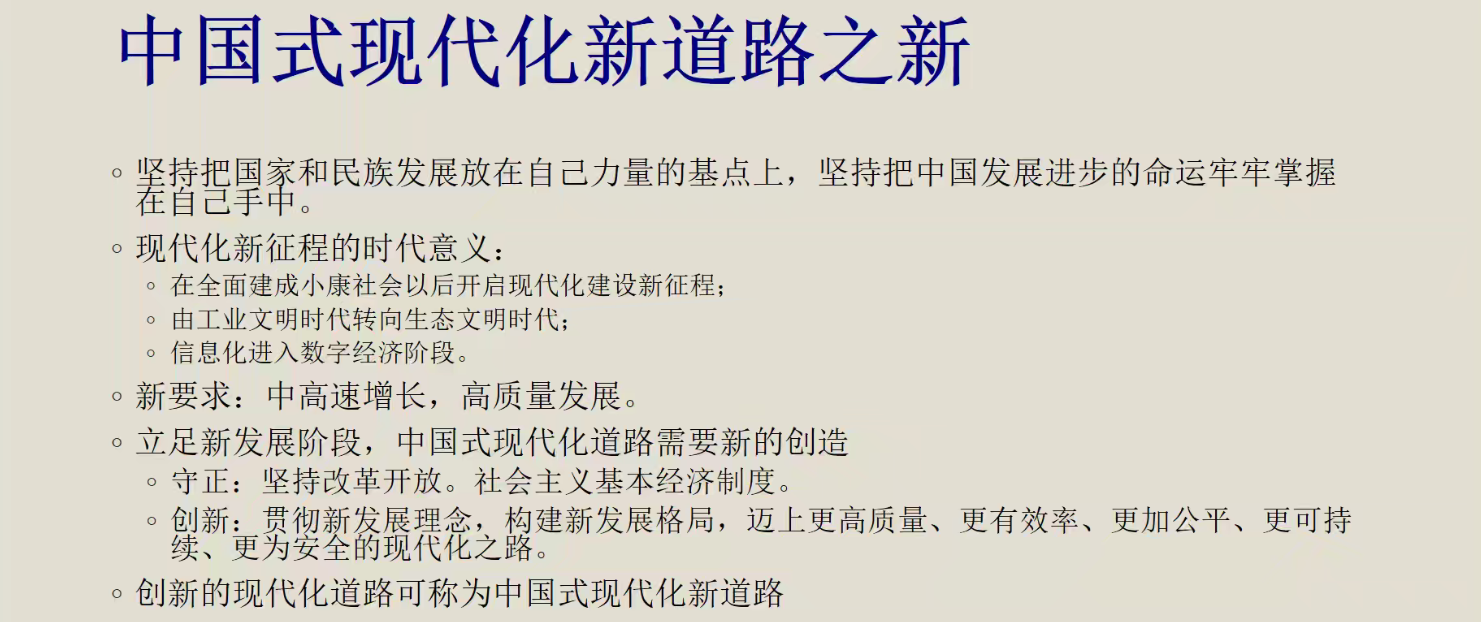 中国式现代化新道路之新
◦ 坚持把国家和民族发展放在自己力量的基点上，坚持把中国发展进步的命运牢牢掌握
在自己手中。
◦ 现代化新征程的时代意义：
◦ 在全面建成小康社会以后开启现代化建设新征程；
◦ 由工业文明时代转向生态文明时代；
◦ 信息化进入数字经济阶段。
◦ 新要求：中高速增长，高质量发展。
◦ 立足新发展阶段，中国式现代化道路需要新的创造
◦ 守正：坚持改革开放。社会主义基本经济制度。
◦ 创新：贯彻新发展理念，构建新发展格局，迈上更高质量、更有效率、更加公平、更可持
续、更为安全的现代化之路。
◦ 创新的现代化道路可称为中国式现代化新道路